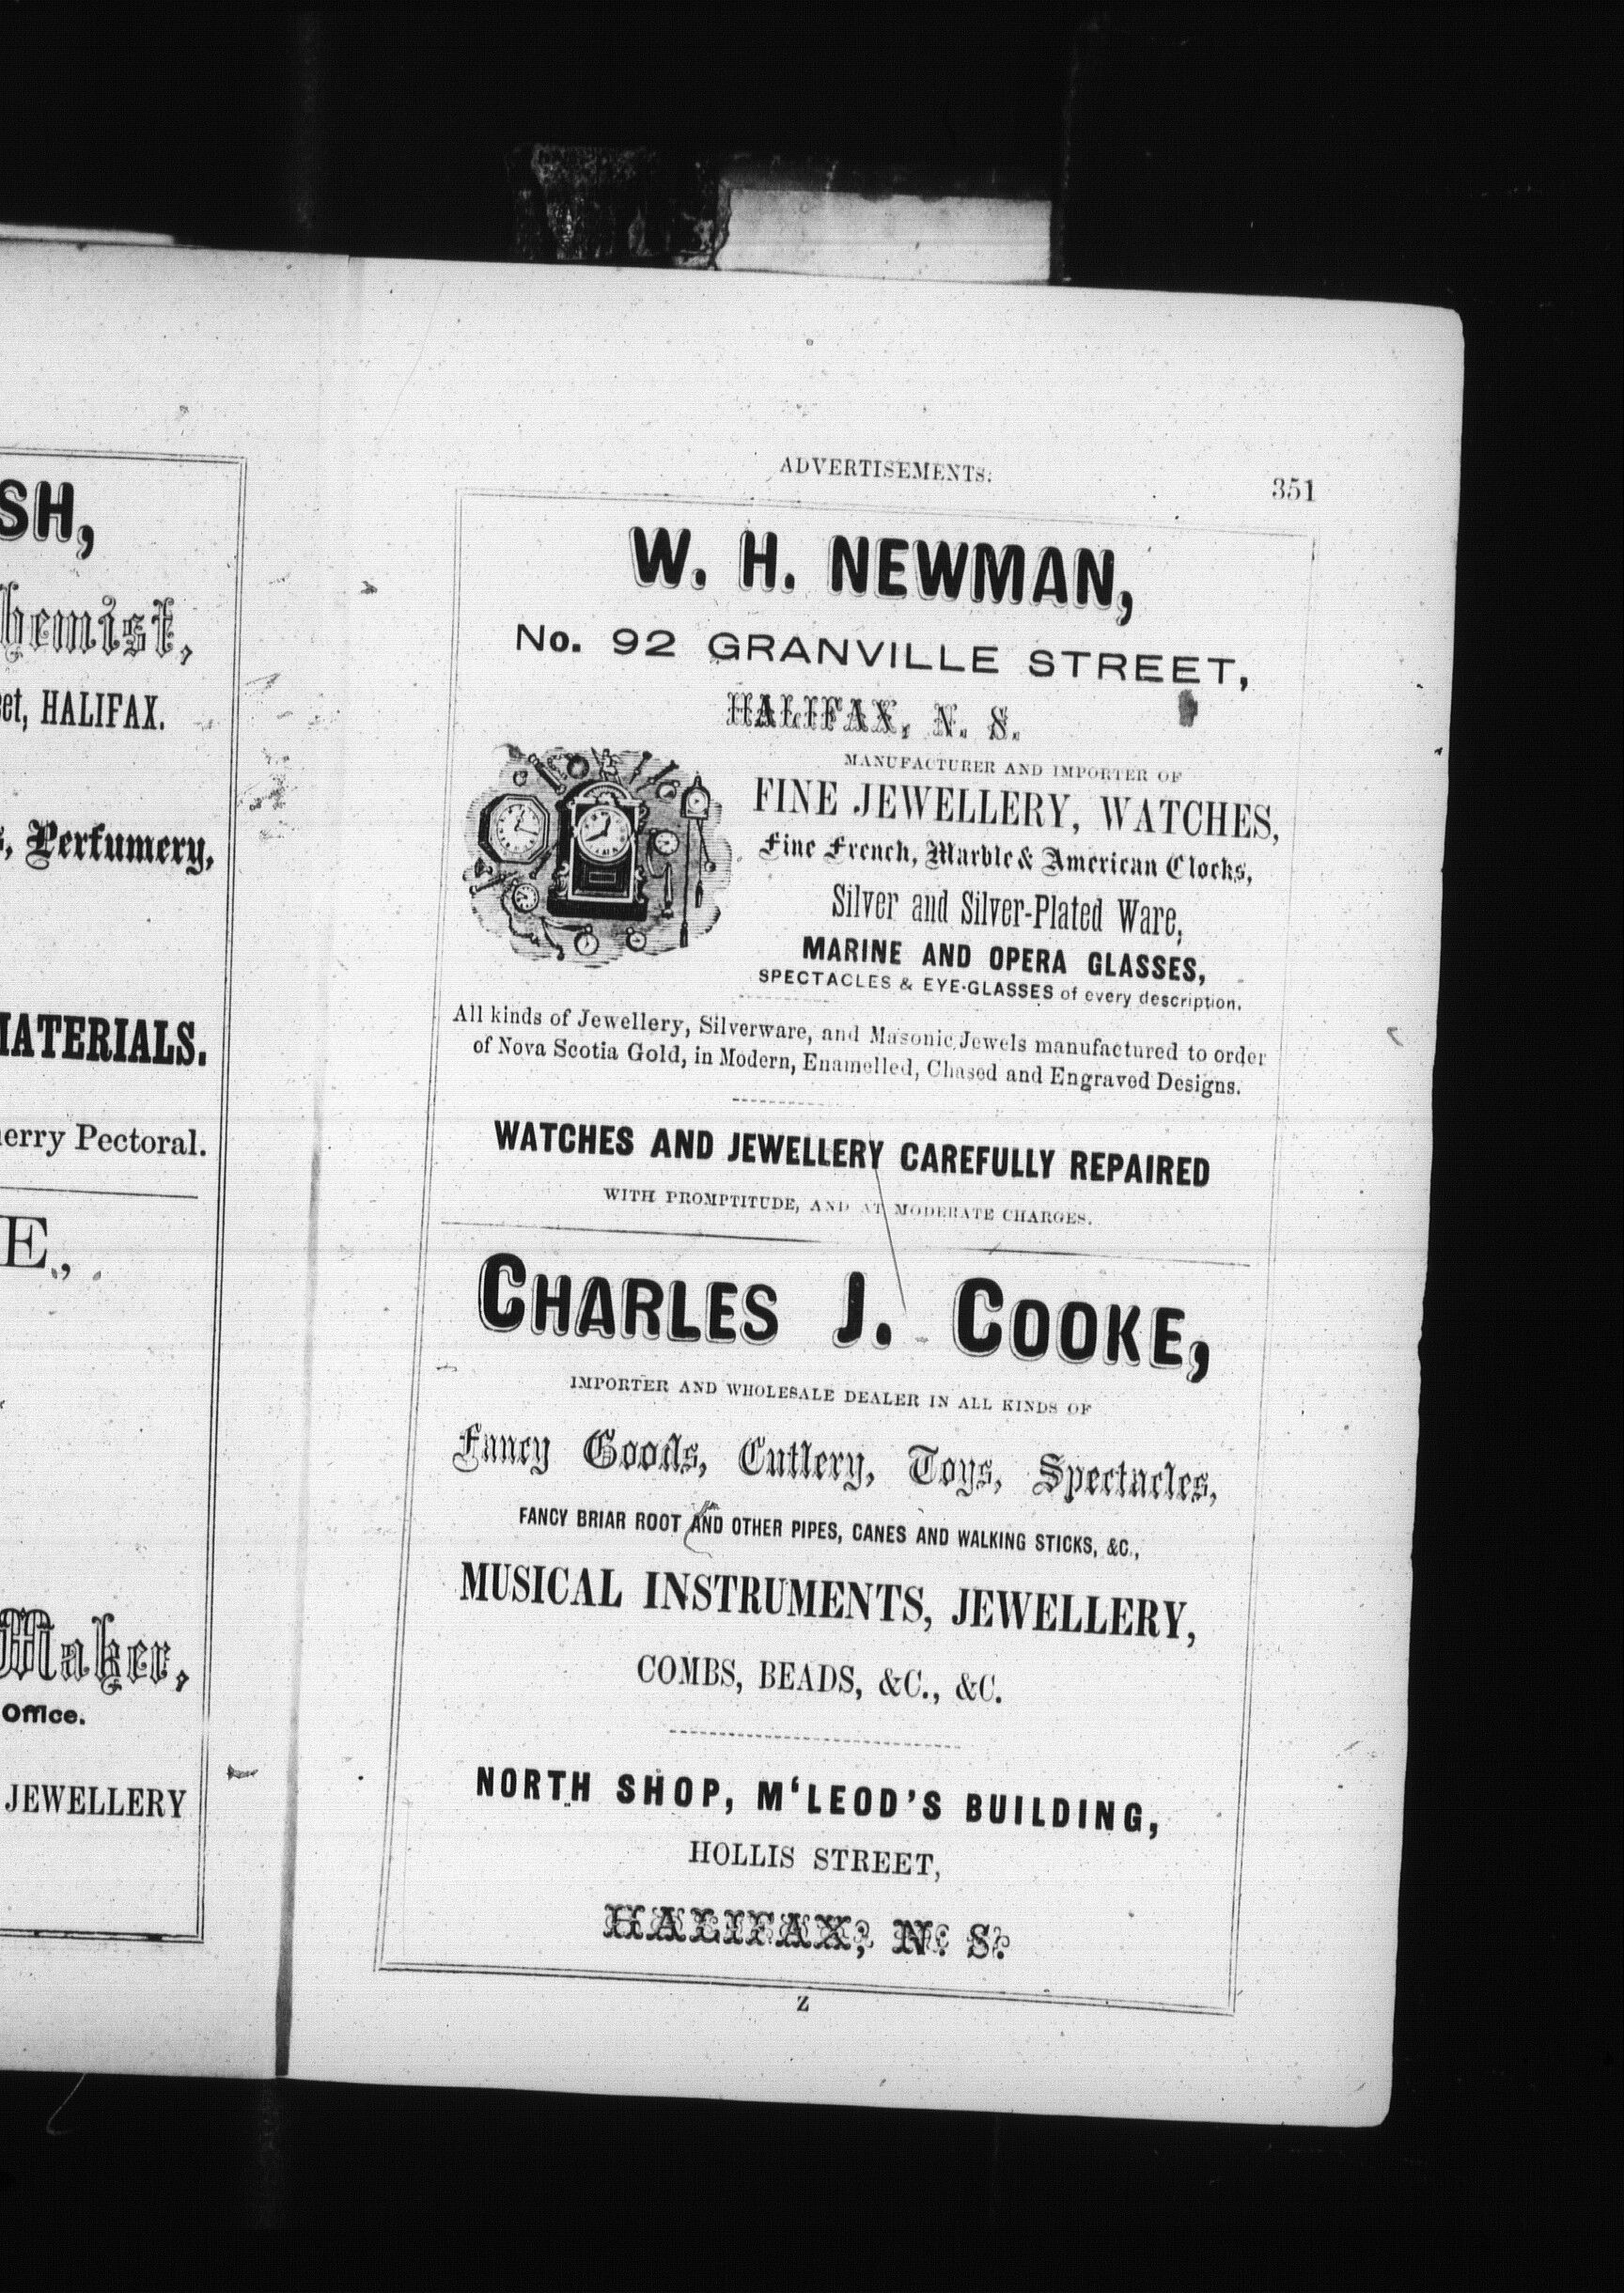 SH,
hemist,
eet, HALIFAX.
s, Perfumery,
MATERIALS.
erry Pectoral.
E.,
Maker,
Office.
JEWELLERY
ADVERTISEMENTS.
351
W. H. NEWMAN,
No. 92 GRANVILLE STREET,
HALIFAX, N. S.
MANUFACTURER AND IMPORTER OF
FINE JEWELLERY, WATCHES,
Fine French, Marble & American Clocks,
Silver and Silver-Plated Ware,
MARINE AND OPERA GLASSES,
SPECTACLES & EYE-GLASSES of every description.
All kinds of Jewellery, Silverware, and Masonic Jewels manufactured to order
of Nova Scotia Gold, in Modern, Enamelled, Chased and Engraved Designs.
WATCHES AND JEWELLERY CAREFULLY REPAIRED
WITH PROMPTITUDE, AND AT MODERATE CHARGES.
CHARLES J. COOKE,
IMPORTER AND WHOLESALE DEALER IN ALL KINDS OF
Fancy Goods, Cutlery, Toys, Spectacles,
FANCY BRIAR ROOT AND OTHER PIPES, CANES AND WALKING STICKS, &C.,
MUSICAL INSTRUMENTS, JEWELLERY,
COMBS, BEADS, &C., &C.
NORTH SHOP, M‘LEOD'S BUILDING,
HOLLIS STREET,
HALIFAX, N. S.
Z